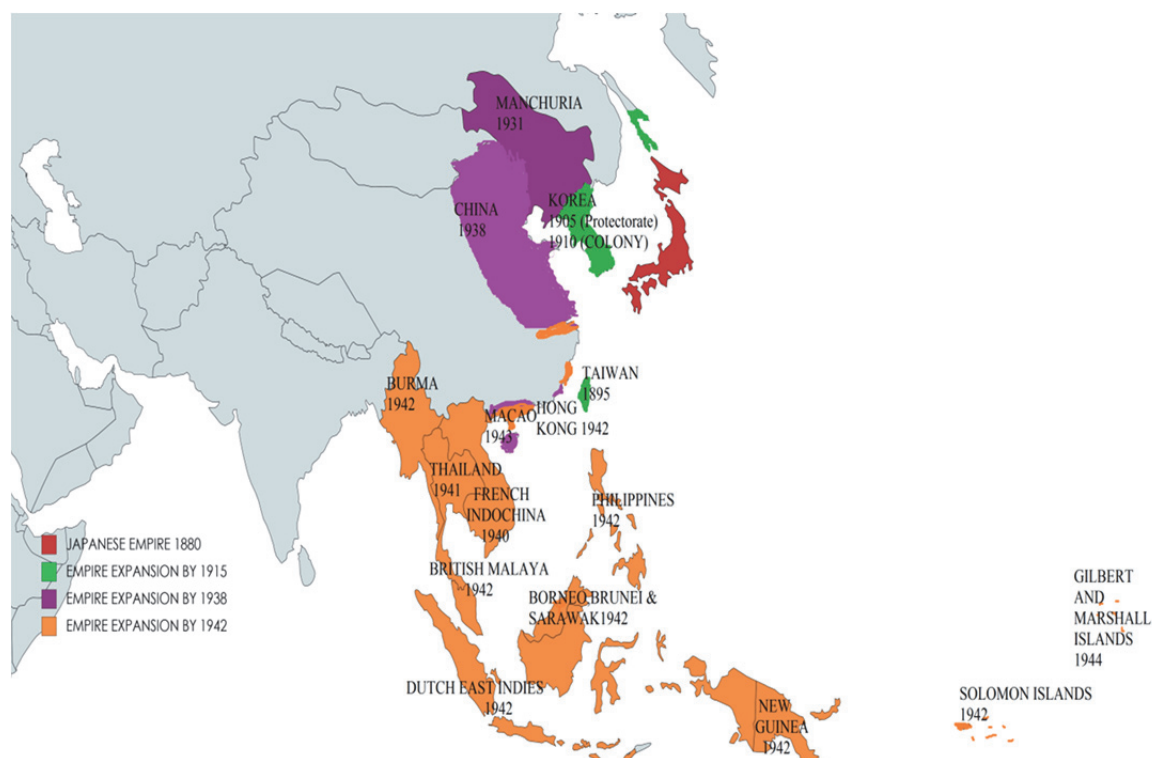 MANCHURIA
1931
CHINA
1938
KOREA
1905 (Protectorate)
1910 (COLONY)
TAIWAN
1895
BURMA
1942
MACAO
1943
HONG
KONG 1942
THAILAND
1941
FRENCH
INDOCHINA
1940
PHILIPPINES
1942
BRITISH MALAYA
1942
BORNEO,BRUNEI &
SARAWAK1942
DUTCH EAST INDIES
1942
NEW
GUINEA
1942
SOLOMON ISLANDS
1942
GILBERT
AND
MARSHALL
ISLANDS
1944
JAPANESE EMPIRE 1880
EMPIRE EXPANSION BY 1915
EMPIRE EXPANSION BY 1938
EMPIRE EXPANSION BY 1942